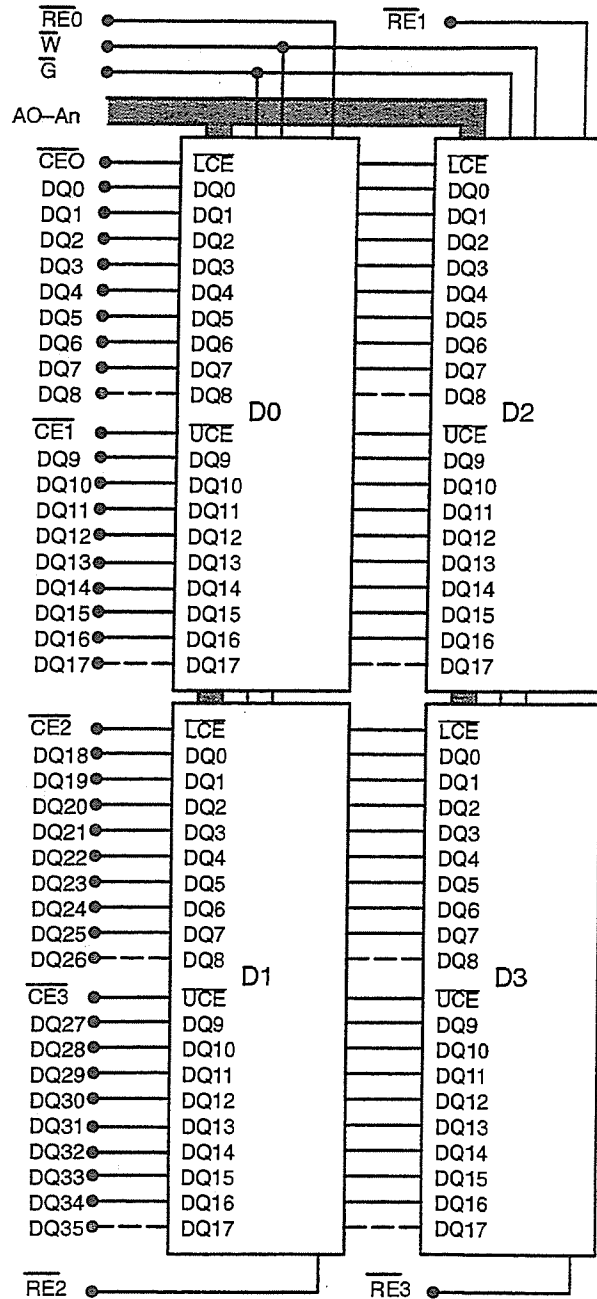 RE0 RE1
W
G
AO–An
CEO LCE LCE
DQ0 DQ0 DQ0
DQ1 DQ1 DQ1
DQ2 DQ2 DQ2
DQ3 DQ3 DQ3
DQ4 DQ4 DQ4
DQ5 DQ5 DQ5
DQ6 DQ6 DQ6
DQ7 DQ7 DQ7
DQ8 DQ8 DQ8
D0 D2
CE1 UCE UCE
DQ9 DQ9 DQ9
DQ10 DQ10 DQ10
DQ11 DQ11 DQ11
DQ12 DQ12 DQ12
DQ13 DQ13 DQ13
DQ14 DQ14 DQ14
DQ15 DQ15 DQ15
DQ16 DQ16 DQ16
DQ17 DQ17 DQ17
CE2 LCE LCE
DQ18 DQ0 DQ0
DQ19 DQ1 DQ1
DQ20 DQ2 DQ2
DQ21 DQ3 DQ3
DQ22 DQ4 DQ4
DQ23 DQ5 DQ5
DQ24 DQ6 DQ6
DQ25 DQ7 DQ7
DQ26 DQ8 DQ8
D1 D3
CE3 UCE UCE
DQ27 DQ9 DQ9
DQ28 DQ10 DQ10
DQ29 DQ11 DQ11
DQ30 DQ12 DQ12
DQ31 DQ13 DQ13
DQ32 DQ14 DQ14
DQ33 DQ15 DQ15
DQ34 DQ16 DQ16
DQ35 DQ17 DQ17
RE2 RE3